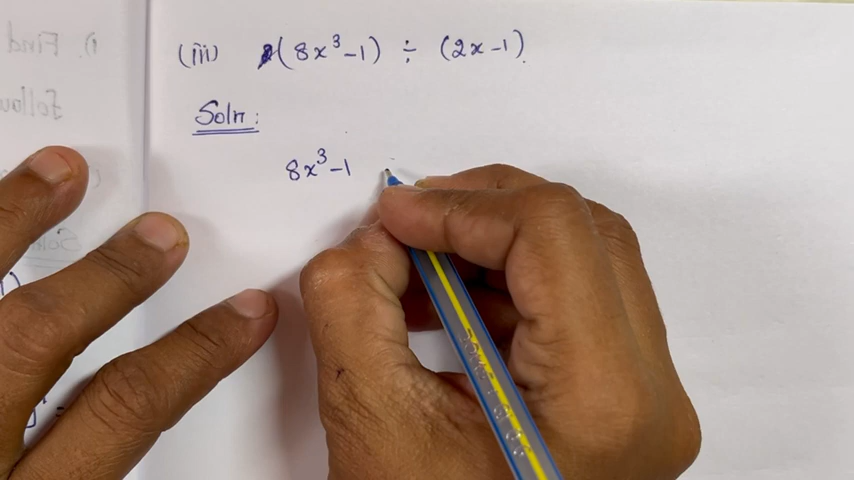 (iii) (8x³-1) ÷ (2x-1).
Soln:
8x³-1